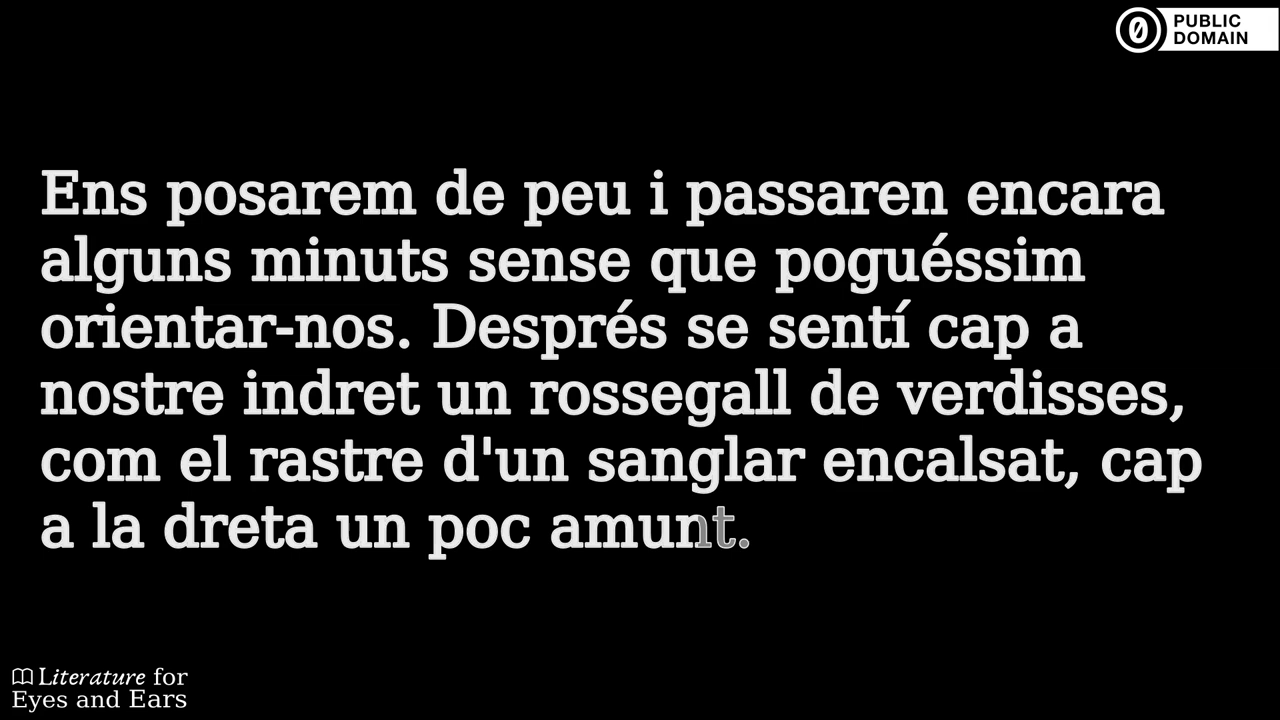 PUBLIC
DOMAIN
Ens posarem de peu i passaren encara
alguns minuts sense que poguéssim
orientar-nos. Després se sentí cap a
nostre indret un rossegall de verdisses,
com el rastre d'un sanglar encalsat, cap
a la dreta un poc amunt.
Literature for
Eyes and Ears